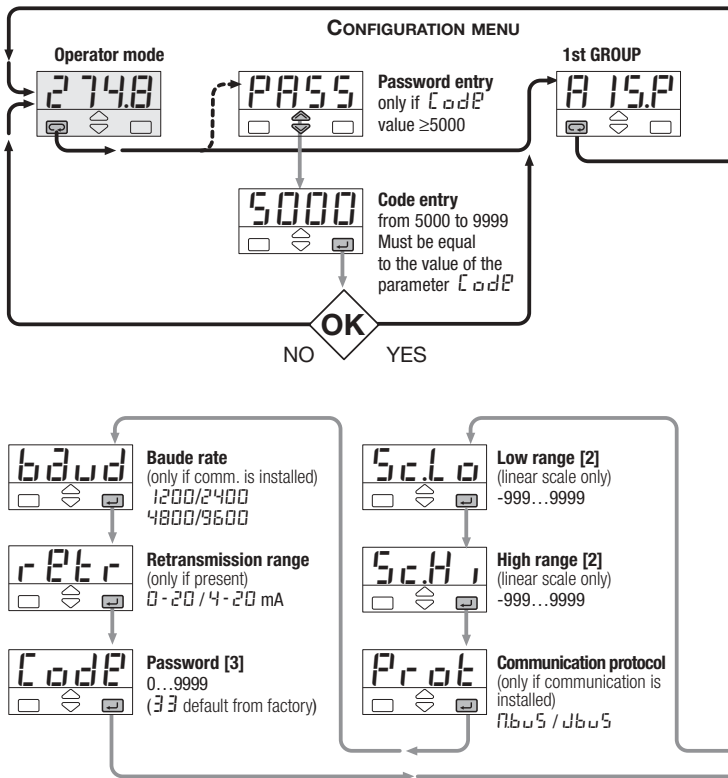 CONFIGURATION MENU
Operator mode
274.8
PASS
Password entry
only if CodE
value ≥5000
1st GROUP
A1S.P
5000
Code entry
from 5000 to 9999
Must be equal
to the value of the
parameter CodE
OK
NO
YES
baud
Baude rate
(only if comm. is installed)
1200/2400
4800/9600
rEtr
Retransmission range
(only if present)
0-20 / 4-20 mA
CodE
Password [3]
0…9999
(33 default from factory)
Sc.Lo
Low range [2]
(linear scale only)
-999…9999
Sc.Hi
High range [2]
(linear scale only)
-999…9999
Prot
Communication protocol
(only if communication is
installed)
M.buS / JbuS